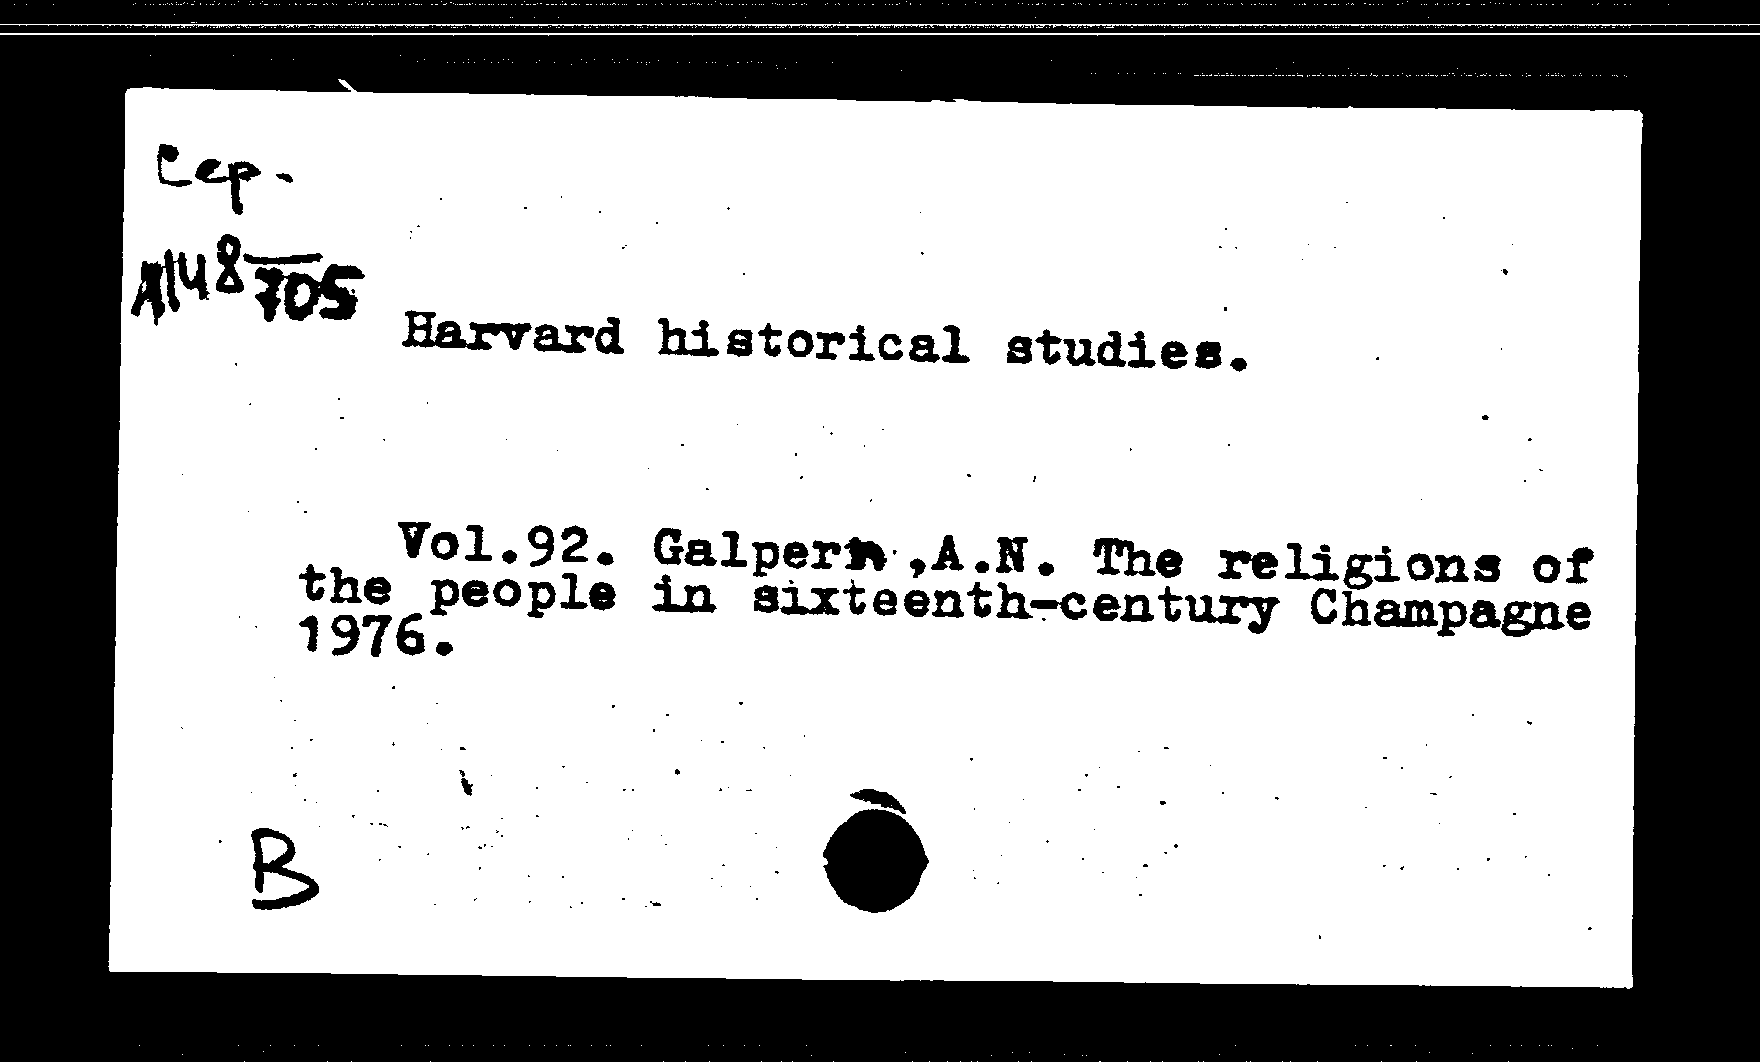 Сер.
A148/705
Harvard historical studies.
Vol.92. Galpern ,A.N. The religions of
the people in sixteenth-century Champagne
1976.
B